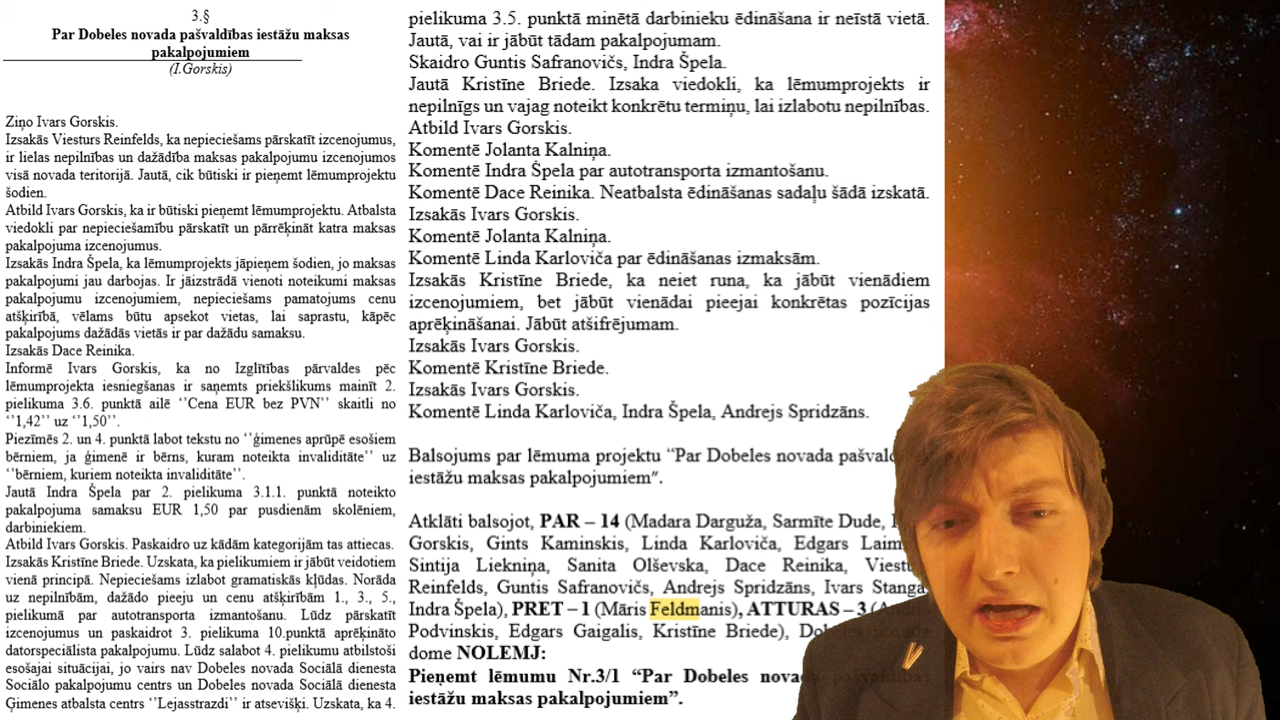 3.§
Par Dobeles novada pašvaldības iestāžu maksas
pakalpojumiem
(I.Gorskis)
Ziņo Ivars Gorskis.
Izsakās Viesturs Reinfelds, ka nepieciešams pārskatīt izcenojumus,
ir lielas nepilnības un dažādība maksas pakalpojumu izcenojumos
visā novada teritorijā. Jautā, cik būtiski ir pieņemt lēmumprojektu
šodien.
Atbild Ivars Gorskis, ka ir būtiski pieņemt lēmumprojektu. Atbalsta
viedokli par nepieciešamību pārskatīt un pārrēķināt katra maksas
pakalpojuma izcenojumus.
Izsakās Indra Špela, ka lēmumprojekts jāpieņem šodien, jo maksas
pakalpojumi jau darbojas. Ir jāizstrādā vienoti noteikumi maksas
pakalpojumu izcenojumiem, nepieciešams pamatojums cenu
atšķirībā, vēlams būtu apsekot vietas, lai saprastu, kāpēc
pakalpojums dažādās vietās ir par dažādu samaksu.
Izsakās Dace Reinika.
Informē Ivars Gorskis, ka no Izglītības pārvaldes pēc
lēmumprojekta iesniegšanas ir saņemts priekšlikums mainīt 2.
pielikuma 3.6. punktā ailē ‘’Cena EUR bez PVN’’ skaitli no
‘’1,42’’ uz ‘’1,50’’.
Piezīmēs 2. un 4. punktā labot tekstu no ‘’ģimenes aprūpē esošiem
bērniem, ja ģimenē ir bērns, kuram noteikta invaliditāte’’ uz
‘’bērniem, kuriem noteikta invaliditāte’’.
Jautā Indra Špela par 2. pielikuma 3.1.1. punktā noteikto
pakalpojuma samaksu EUR 1,50 par pusdienām skolēniem,
darbiniekiem.
Atbild Ivars Gorskis. Paskaidro uz kādām kategorijām tas attiecas.
Izsakās Kristīne Briede. Uzskata, ka pielikumiem ir jābūt veidotiem
vienā principā. Nepieciešams izlabot gramatiskās kļūdas. Norāda
uz nepilnībām, dažādo pieeju un cenu atšķirībām 1., 3., 5.,
pielikumā par autotransporta izmantošanu. Lūdz pārskatīt
izcenojumus un paskaidrot 3. pielikuma 10.punktā aprēķināto
datorspeciālista pakalpojumu. Lūdz salabot 4. pielikumu atbilstoši
esošajai situācijai, jo vairs nav Dobeles novada Sociālā dienesta
Sociālo pakalpojumu centrs un Dobeles novada Sociālā dienesta
Ģimenes atbalsta centrs ‘’Lejasstrazdi’’ ir atsevišķi. Uzskata, ka 4.
pielikuma 3.5. punktā minētā darbinieku ēdināšana ir neīstā vietā.
Jautā, vai ir jābūt tādam pakalpojumam.
Skaidro Guntis Safranovičs, Indra Špela.
Jautā Kristīne Briede. Izsaka viedokli, ka lēmumprojekts ir
nepilnīgs un vajag noteikt konkrētu termiņu, lai izlabotu nepilnības.
Atbild Ivars Gorskis.
Komentē Jolanta Kalniņa.
Komentē Indra Špela par autotransporta izmantošanu.
Komentē Dace Reinika. Neatbalsta ēdināšanas sadaļu šādā izskatā.
Izsakās Ivars Gorskis.
Komentē Jolanta Kalniņa.
Komentē Linda Karloviča par ēdināšanas izmaksām.
Izsakās Kristīne Briede, ka neiet runa, ka jābūt vienādiem
izcenojumiem, bet jābūt vienādai pieejai konkrētas pozīcijas
aprēķināšanai. Jābūt atšifrējumam.
Izsakās Ivars Gorskis.
Komentē Kristīne Briede.
Izsakās Ivars Gorskis.
Komentē Linda Karloviča, Indra Špela, Andrejs Spridzāns.
Balsojums par lēmuma projektu “Par Dobeles novada
iestāžu maksas pakalpojumiem”.
Atklāti balsojot, PAR – 14 (Madara Darguža, Sarmīte Dude,
Gorskis, Gints Kaminskis, Linda Karloviča, Edgars
Sintija Liekniņa, Sanita Olševska, Dace Reinika,
Reinfelds, Guntis Safranovičs, Andrejs Spridzāns, Ivars Stanga,
Indra Špela), PRET – 1 (Māris Feldmanis), ATTURAS – 3
Podvinskis, Edgars Gaigalis, Kristīne Briede),
dome NOLEMJ:
Pieņemt lēmumu Nr.3/1 “Par Dobeles novada pašvaldības
iestāžu maksas pakalpojumiem”.